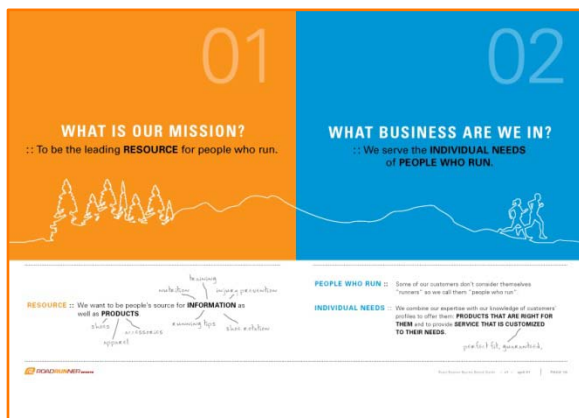 01
WHAT IS OUR MISSION?
:: To be the leading RESOURCE for people who run.
02
WHAT BUSINESS ARE WE IN?
:: We serve the INDIVIDUAL NEEDS
of PEOPLE WHO RUN.
training
nutrition
injury prevention
RESOURCE :: We want to be people's source for INFORMATION as
well as PRODUCTS
shoes
accessories
apparel
running tips
shoe rotation
PEOPLE WHO RUN :: Some of our customers don't consider themselves
"runners" so we call them "people who run"
INDIVIDUAL NEEDS :: We combine our expertise with our knowledge of customers'
profiles to offer them: PRODUCTS THAT ARE RIGHT FOR
THEM and to provide SERVICE THAT IS CUSTOMIZED
TO THEIR NEEDS.
perfect fit, guaranteed.
ROADRUNNER